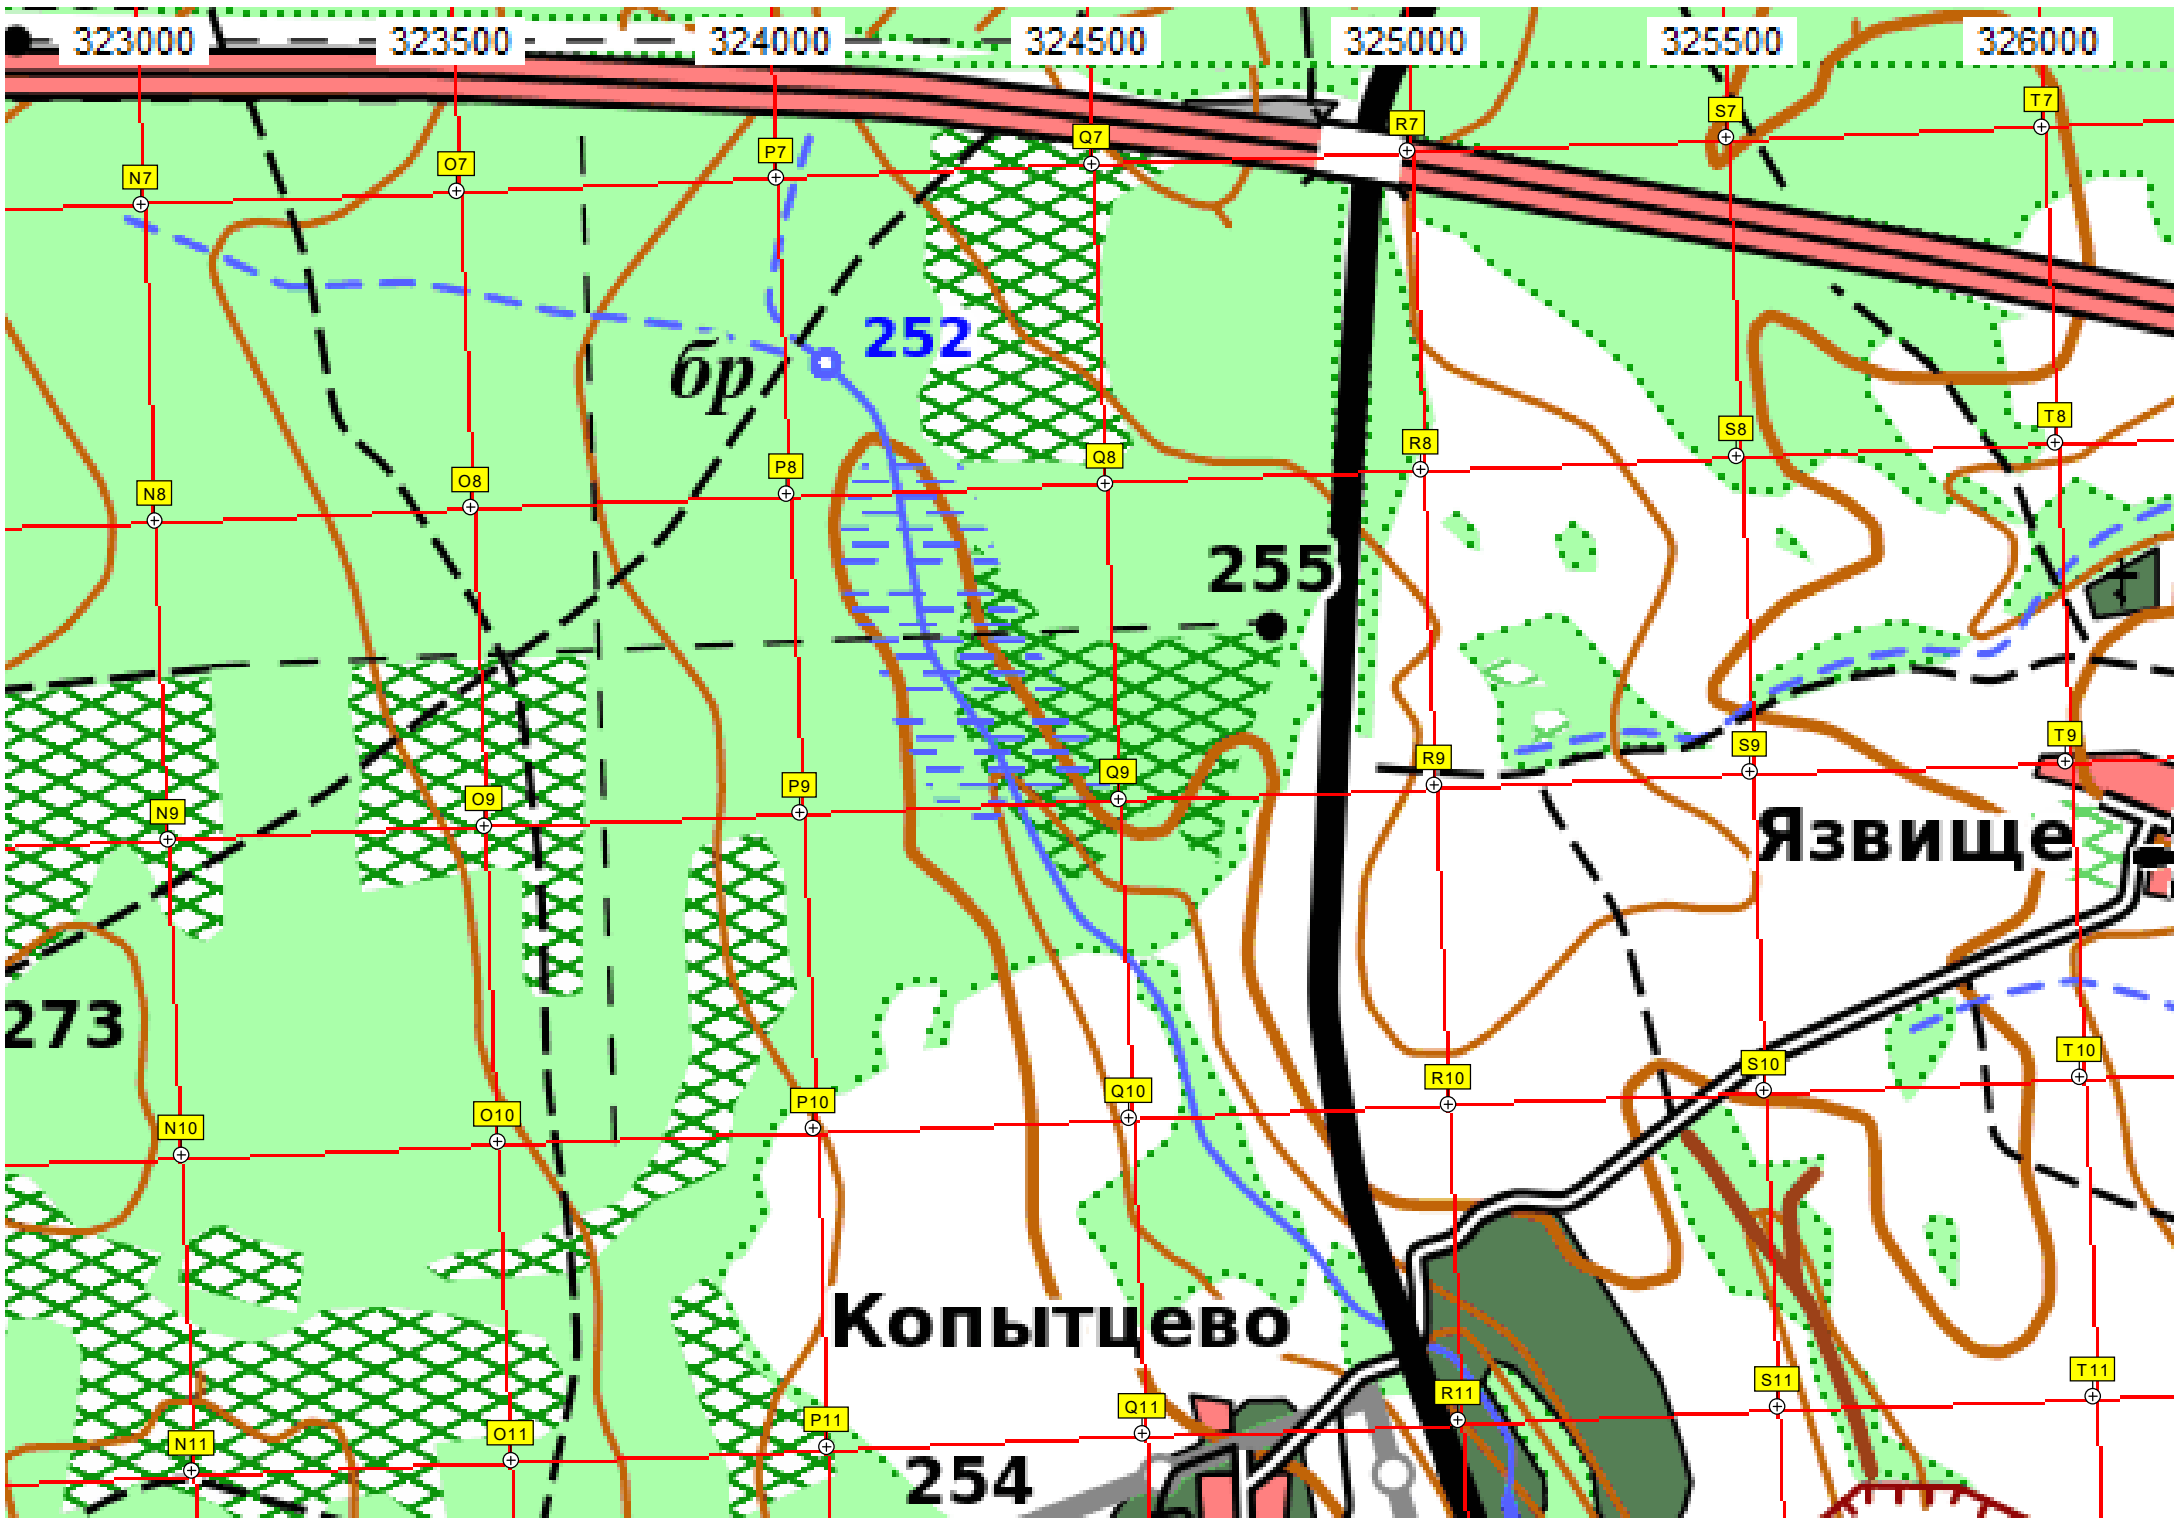 323000 323500 324000 324500 325000 325500 326000
N7 O7 P7 Q7 R7 S7 T7
252
бр
N8 O8 P8 Q8 R8 S8 T8
255
N9 O9 P9 Q9 R9 S9 T9
Язвище
273
N10 O10 P10 Q10 R10 S10 T10
Копытцево
N11 O11 P11 Q11 R11 S11 T11
254